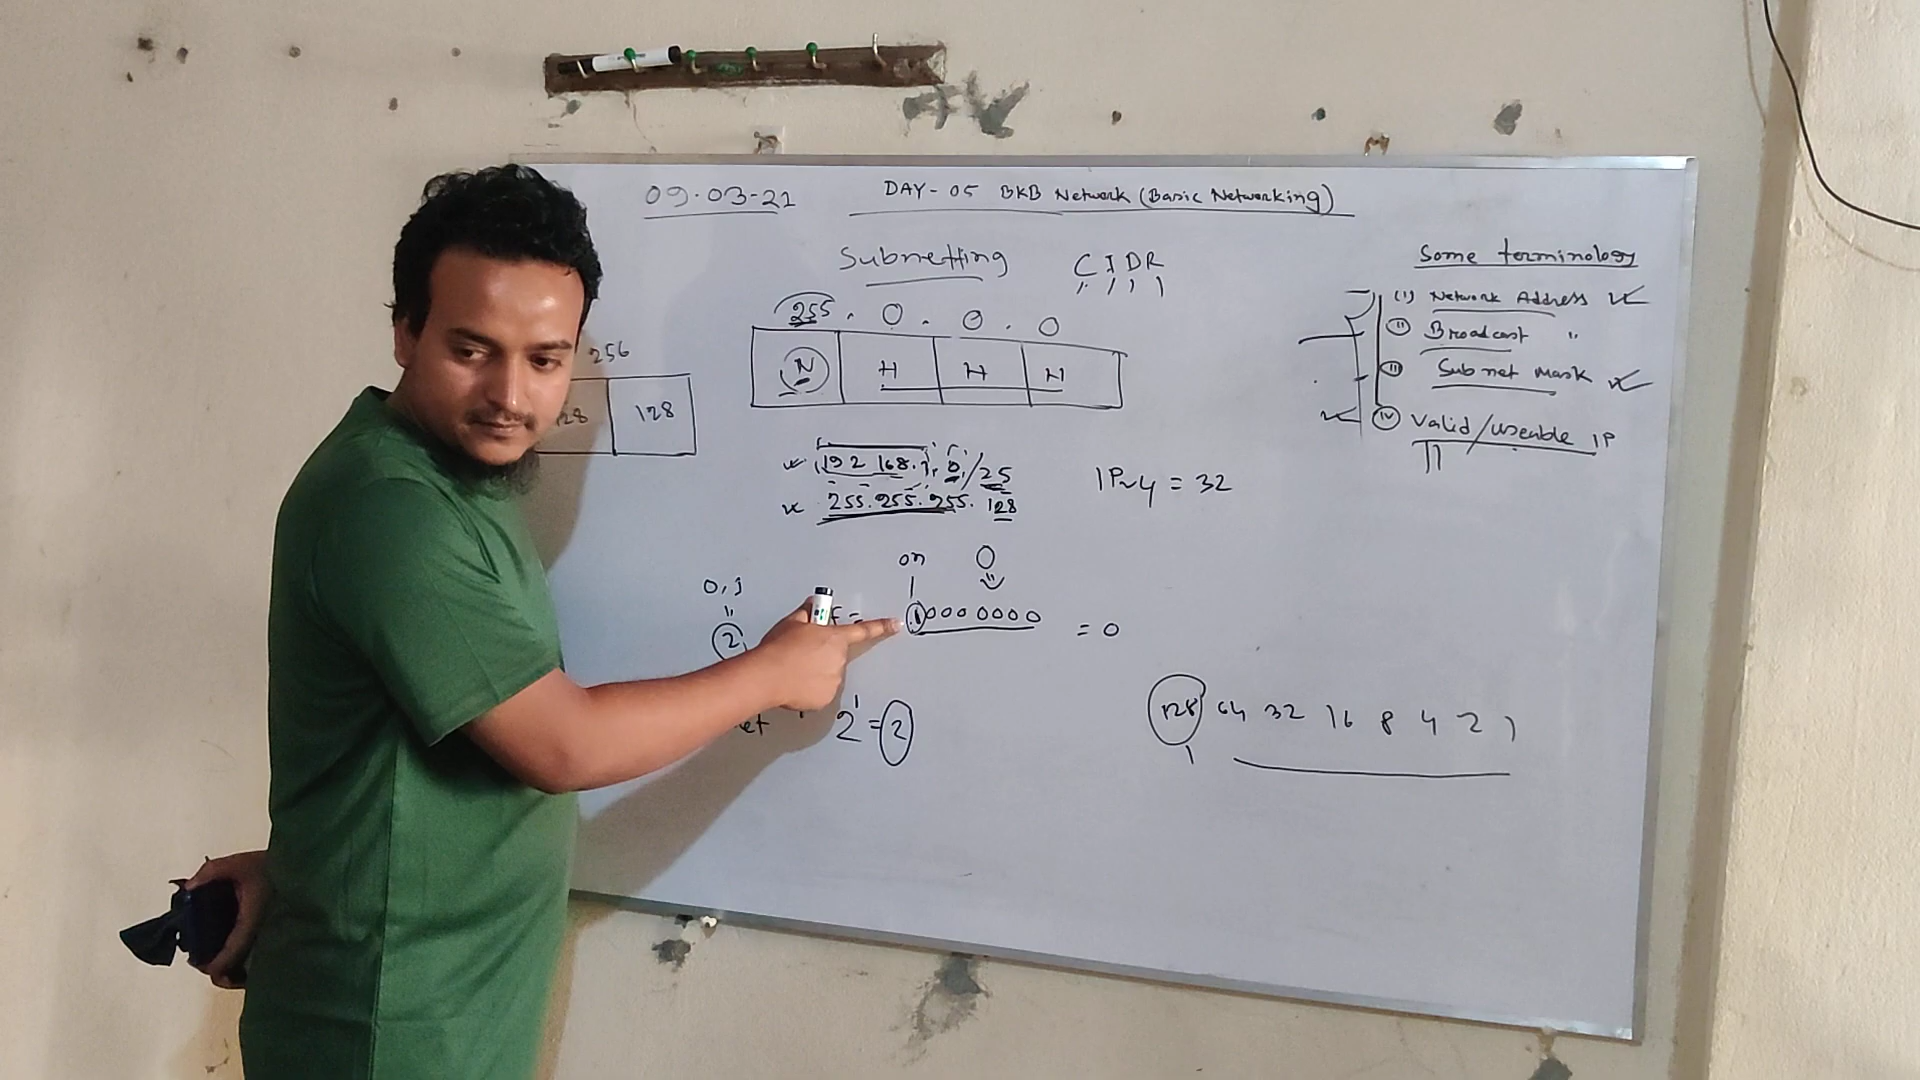 09-03-21
DAY-05 BKB Network (Basic Networking)
Subnetting CIDR
255. 0. 0. 0
N H H H
256
128 128
192 168. 1. 0/25
255.255.255.128
IPv4 = 32
Some terminology
(i) Network Address
(ii) Broadcast "
(iii) Subnet Mask
(iv) Valid/useable IP
0,1
2
on 0
1
10000000 = 0
2¹=2
128 64 32 16 8 4 2 1
1